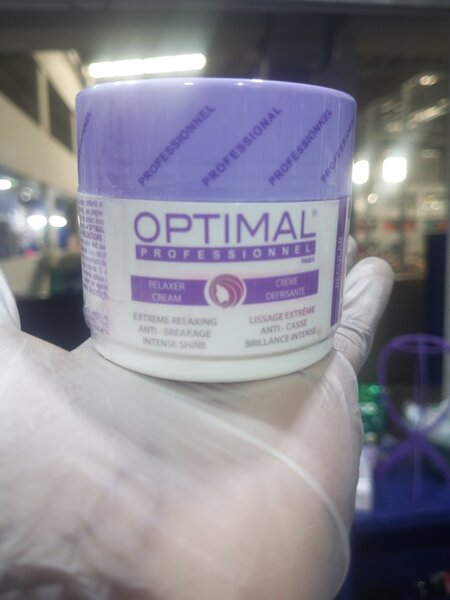 PROFESSIONNEL
PROFESSIONAL
PROFESSIONNEL
OPTIMAL®
PROFESSIONNEL
PARIS
RELAXER
CREAM
CRÈME
DEFRISANTE
EXTREME RELAXING
ANTI - BREAKAGE
INTENSE SHINE
LISSAGE EXTRÊME
ANTI - CASSE
BRILLANCE INTENSE
REGULAR